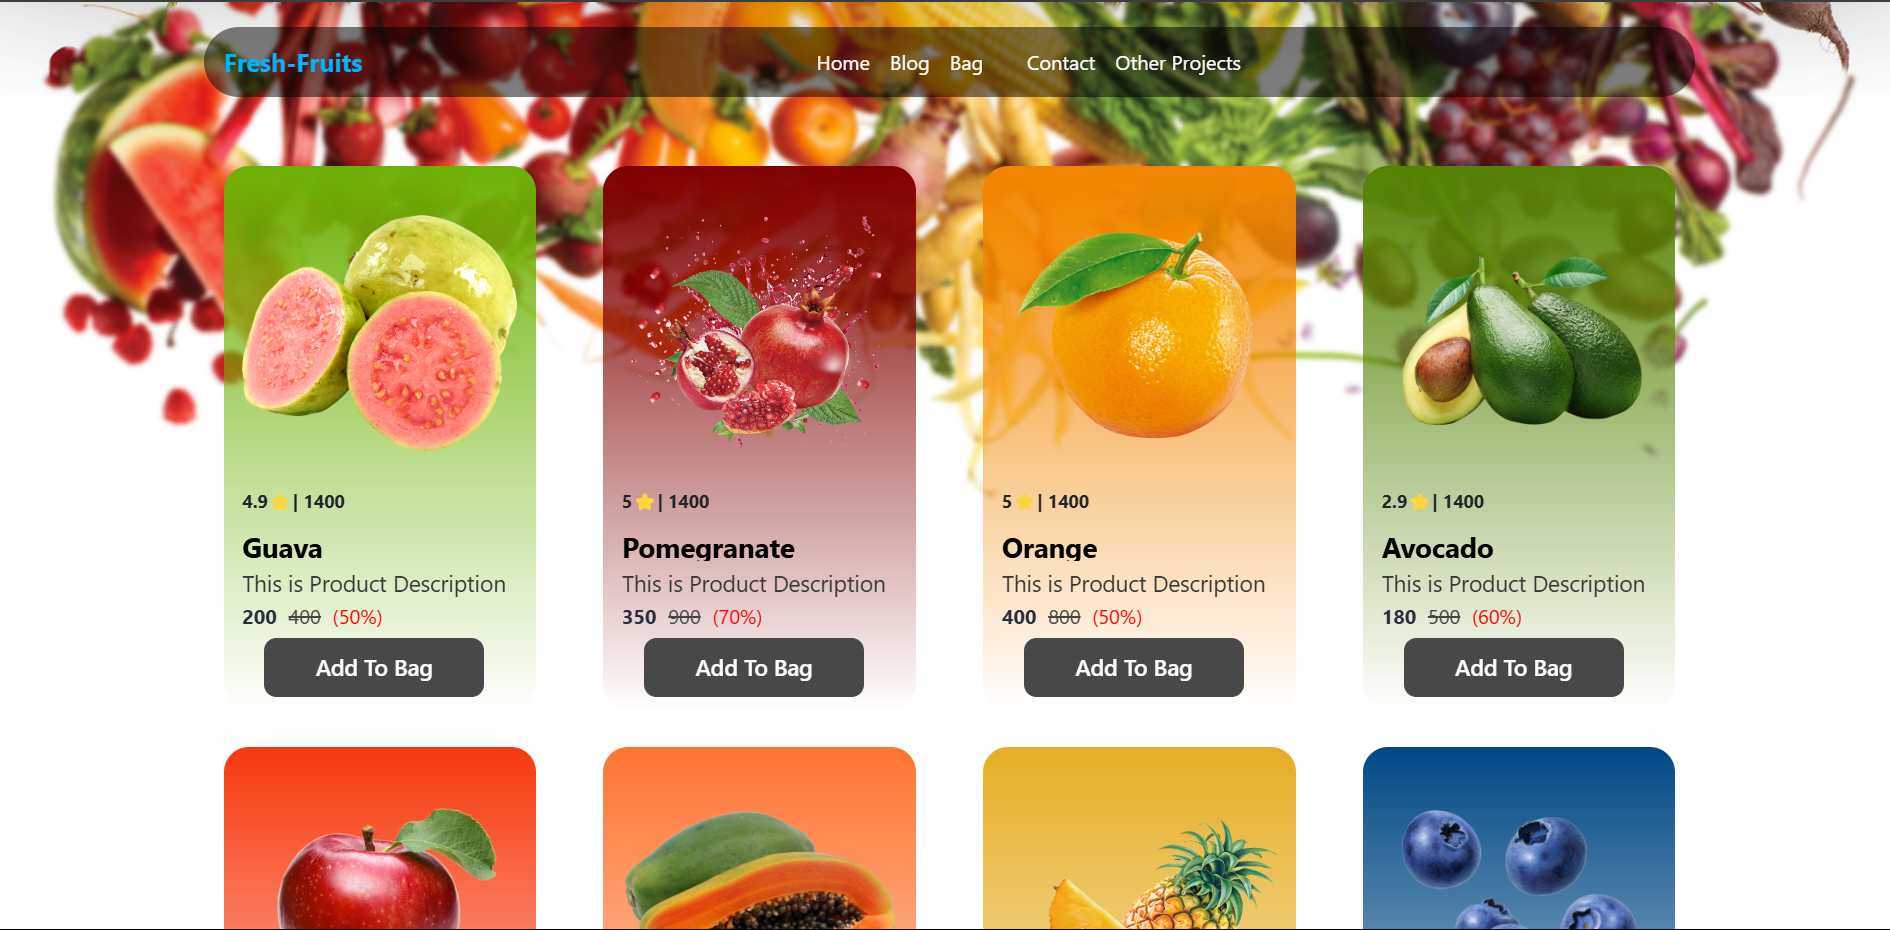 Fresh-Fruits
Home Blog Bag Contact Other Projects
4.9 ⭐ | 1400
Guava
This is Product Description
200 400 (50%)
Add To Bag
5 ⭐ | 1400
Pomegranate
This is Product Description
350 900 (70%)
Add To Bag
5 ⭐ | 1400
Orange
This is Product Description
400 800 (50%)
Add To Bag
2.9 ⭐ | 1400
Avocado
This is Product Description
180 500 (60%)
Add To Bag